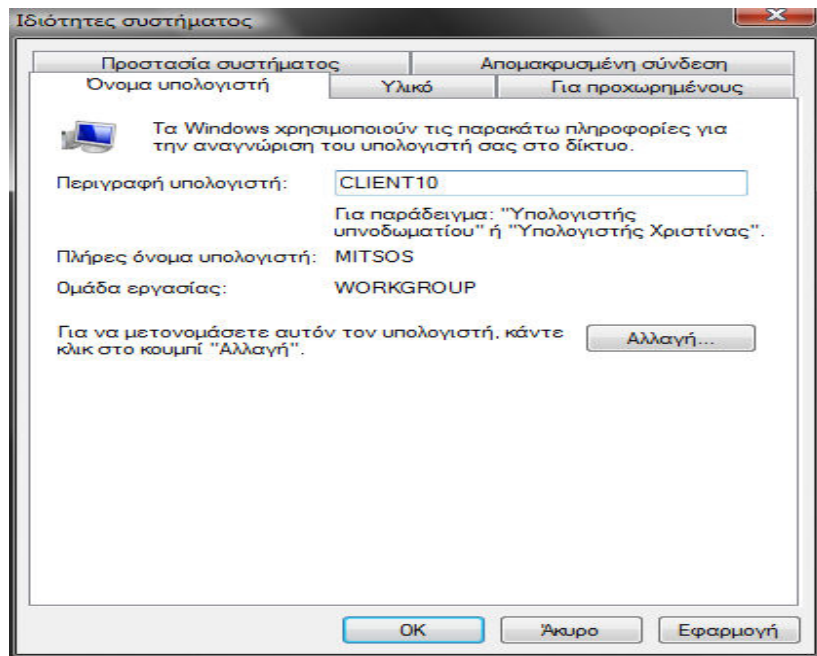 Ιδιότητες συστήματος
Προστασία συστήματος
Απομακρυσμένη σύνδεση
Όνομα υπολογιστή
Υλικό
Για προχωρημένους
Τα Windows χρησιμοποιούν τις παρακάτω πληροφορίες για
την αναγνώριση του υπολογιστή σας στο δίκτυο.
Περιγραφή υπολογιστή:
CLIENT10
Για παράδειγμα: "Υπολογιστής
υπνοδωματίου" ή "Υπολογιστής Χριστίνας".
Πλήρες όνομα υπολογιστή:
MITSOS
Ομάδα εργασίας:
WORKGROUP
Για να μετονομάσετε αυτόν τον υπολογιστή, κάντε
κλικ στο κουμπί "Αλλαγή".
Αλλαγή...
OK
Άκυρο
Εφαρμογή